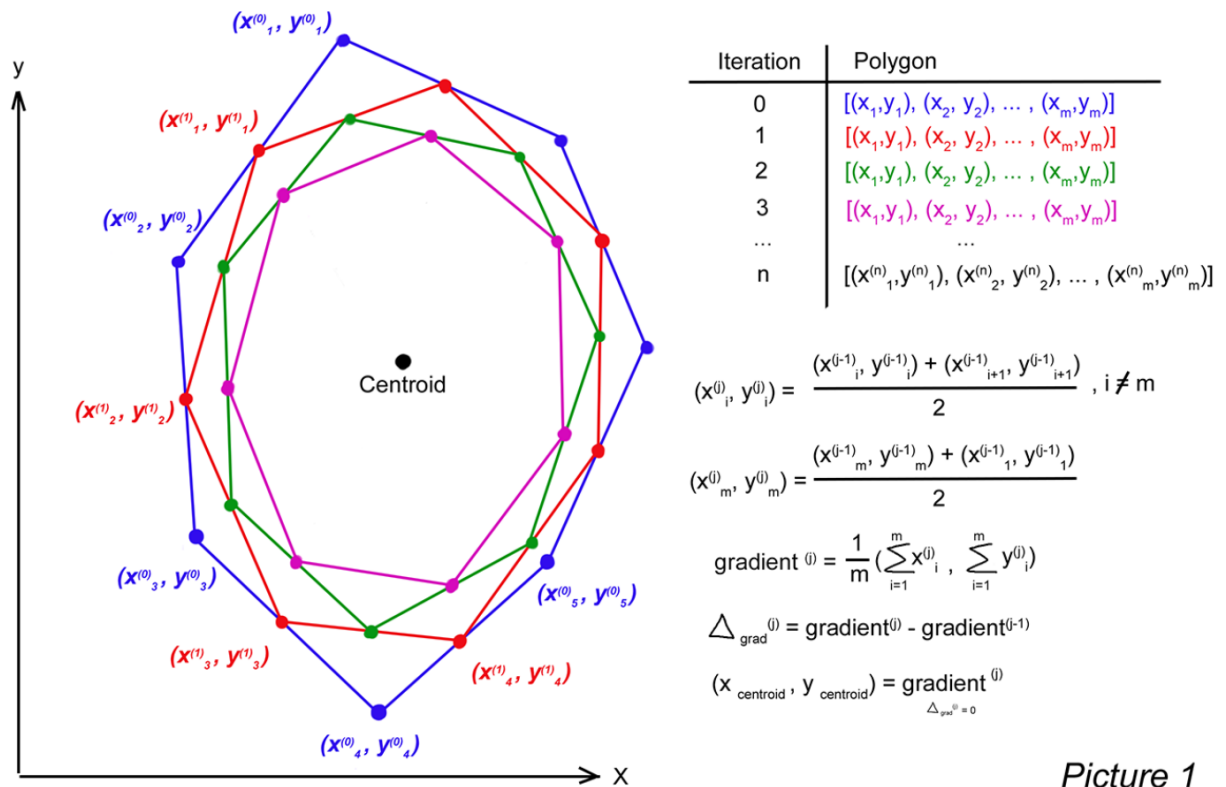 (x⁽⁰⁾₁, y⁽⁰⁾₁)
y
(x⁽¹⁾₁, y⁽¹⁾₁)
(x⁽⁰⁾₂, y⁽⁰⁾₂)
Centroid
(x⁽¹⁾₂, y⁽¹⁾₂)
(x⁽⁰⁾₃, y⁽⁰⁾₃)
(x⁽⁰⁾₅, y⁽⁰⁾₅)
(x⁽¹⁾₃, y⁽¹⁾₃)
(x⁽¹⁾₄, y⁽¹⁾₄)
(x⁽⁰⁾₄, y⁽⁰⁾₄)
X
Iteration Polygon
0 [(x₁,y₁), (x₂, y₂), ... , (xₘ,yₘ)]
1 [(x₁,y₁), (x₂, y₂), ... , (xₘ,yₘ)]
2 [(x₁,y₁), (x₂, y₂), ... , (xₘ,yₘ)]
3 [(x₁,y₁), (x₂, y₂), ... , (xₘ,yₘ)]
... ...
n [(x⁽ⁿ⁾₁,y⁽ⁿ⁾₁), (x⁽ⁿ⁾₂, y⁽ⁿ⁾₂), ... , (x⁽ⁿ⁾ₘ,y⁽ⁿ⁾ₘ)]
(x⁽ʲ⁾ᵢ, y⁽ʲ⁾ᵢ) = (x⁽ʲ⁻¹⁾ᵢ, y⁽ʲ⁻¹⁾ᵢ) + (x⁽ʲ⁻¹⁾ᵢ₊₁, y⁽ʲ⁻¹⁾ᵢ₊₁) / 2 , i ≠ m
(x⁽ʲ⁾ₘ, y⁽ʲ⁾ₘ) = (x⁽ʲ⁻¹⁾ₘ, y⁽ʲ⁻¹⁾ₘ) + (x⁽ʲ⁻¹⁾₁, y⁽ʲ⁻¹⁾₁) / 2
gradient ⁽ʲ⁾ = 1/m (∑ᵢ₌₁ᵐ x⁽ʲ⁾ᵢ , ∑ᵢ₌₁ᵐ y⁽ʲ⁾ᵢ)
△ grad ⁽ʲ⁾ = gradient⁽ʲ⁾ - gradient⁽ʲ⁻¹⁾
(x centroid , y centroid) = gradient ⁽ʲ⁾
△ grad⁽ʲ⁾ = 0
Picture 1